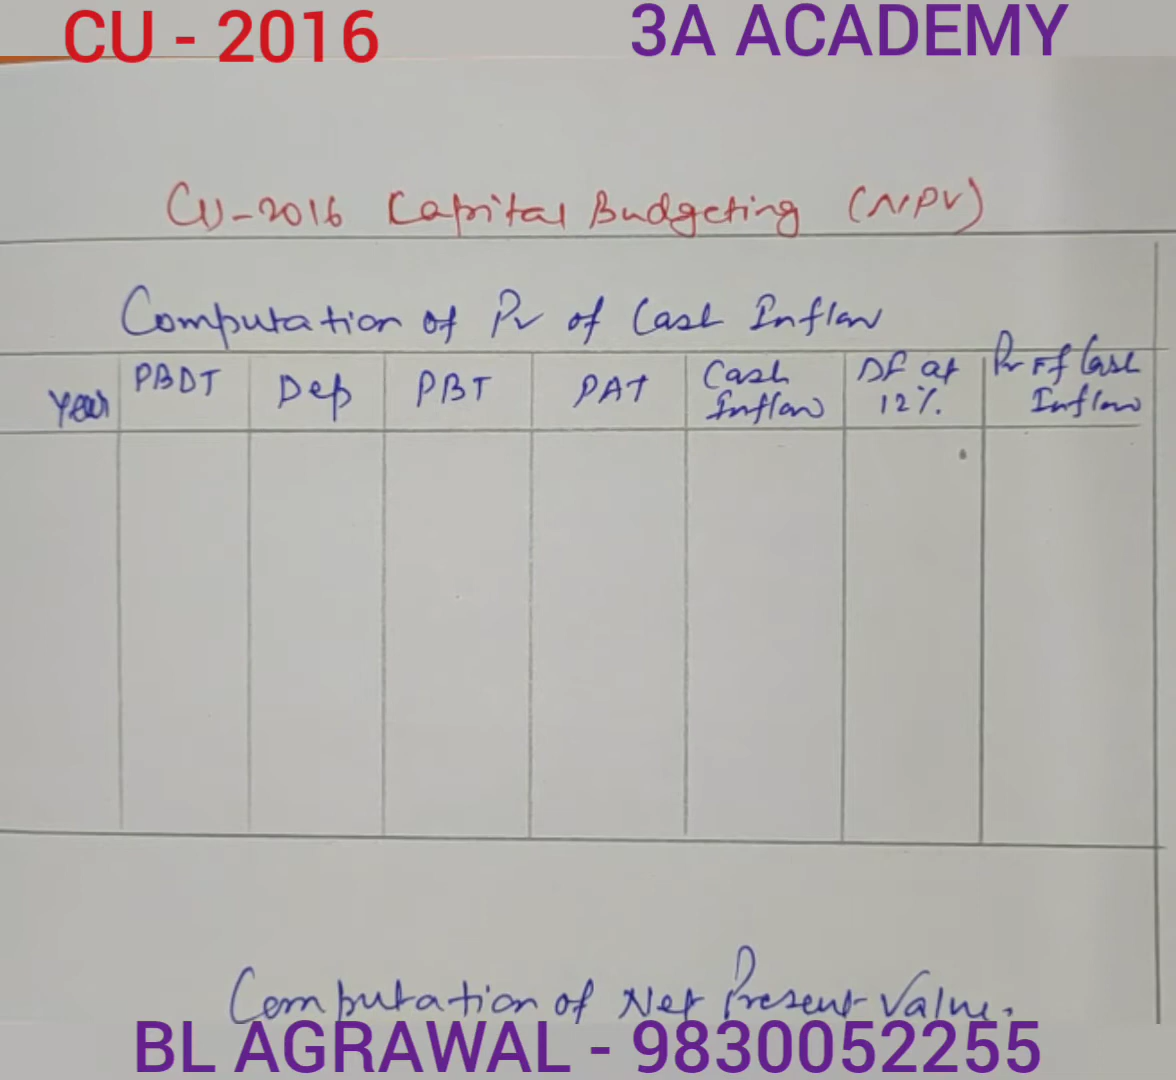 CU - 2016 3A ACADEMY
CU-2016 Capital Budgeting (NPV)
Computation of Pv of Cash Inflow
Year PBDT Dep PBT PAT Cash Inflow DF at 12%. Pv of Cash Inflow
Computation of Net Present Value.
BL AGRAWAL - 9830052255